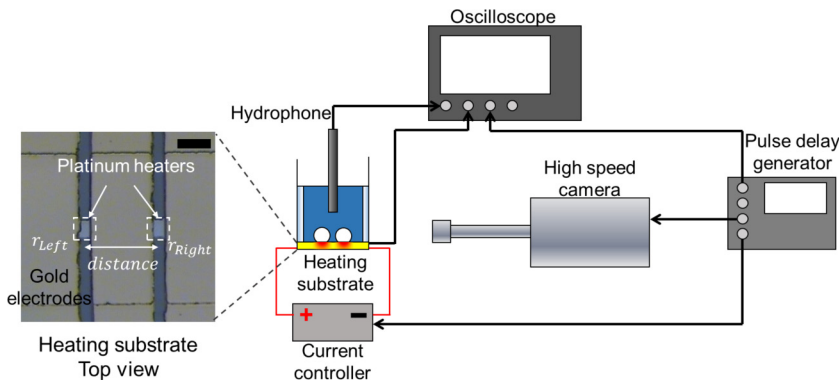 Oscilloscope
Hydrophone
Pulse delay
generator
High speed
camera
Platinum heaters
r_Left
r_Right
distance
Gold
electrodes
Heating
substrate
+
−
Heating substrate
Top view
Current
controller